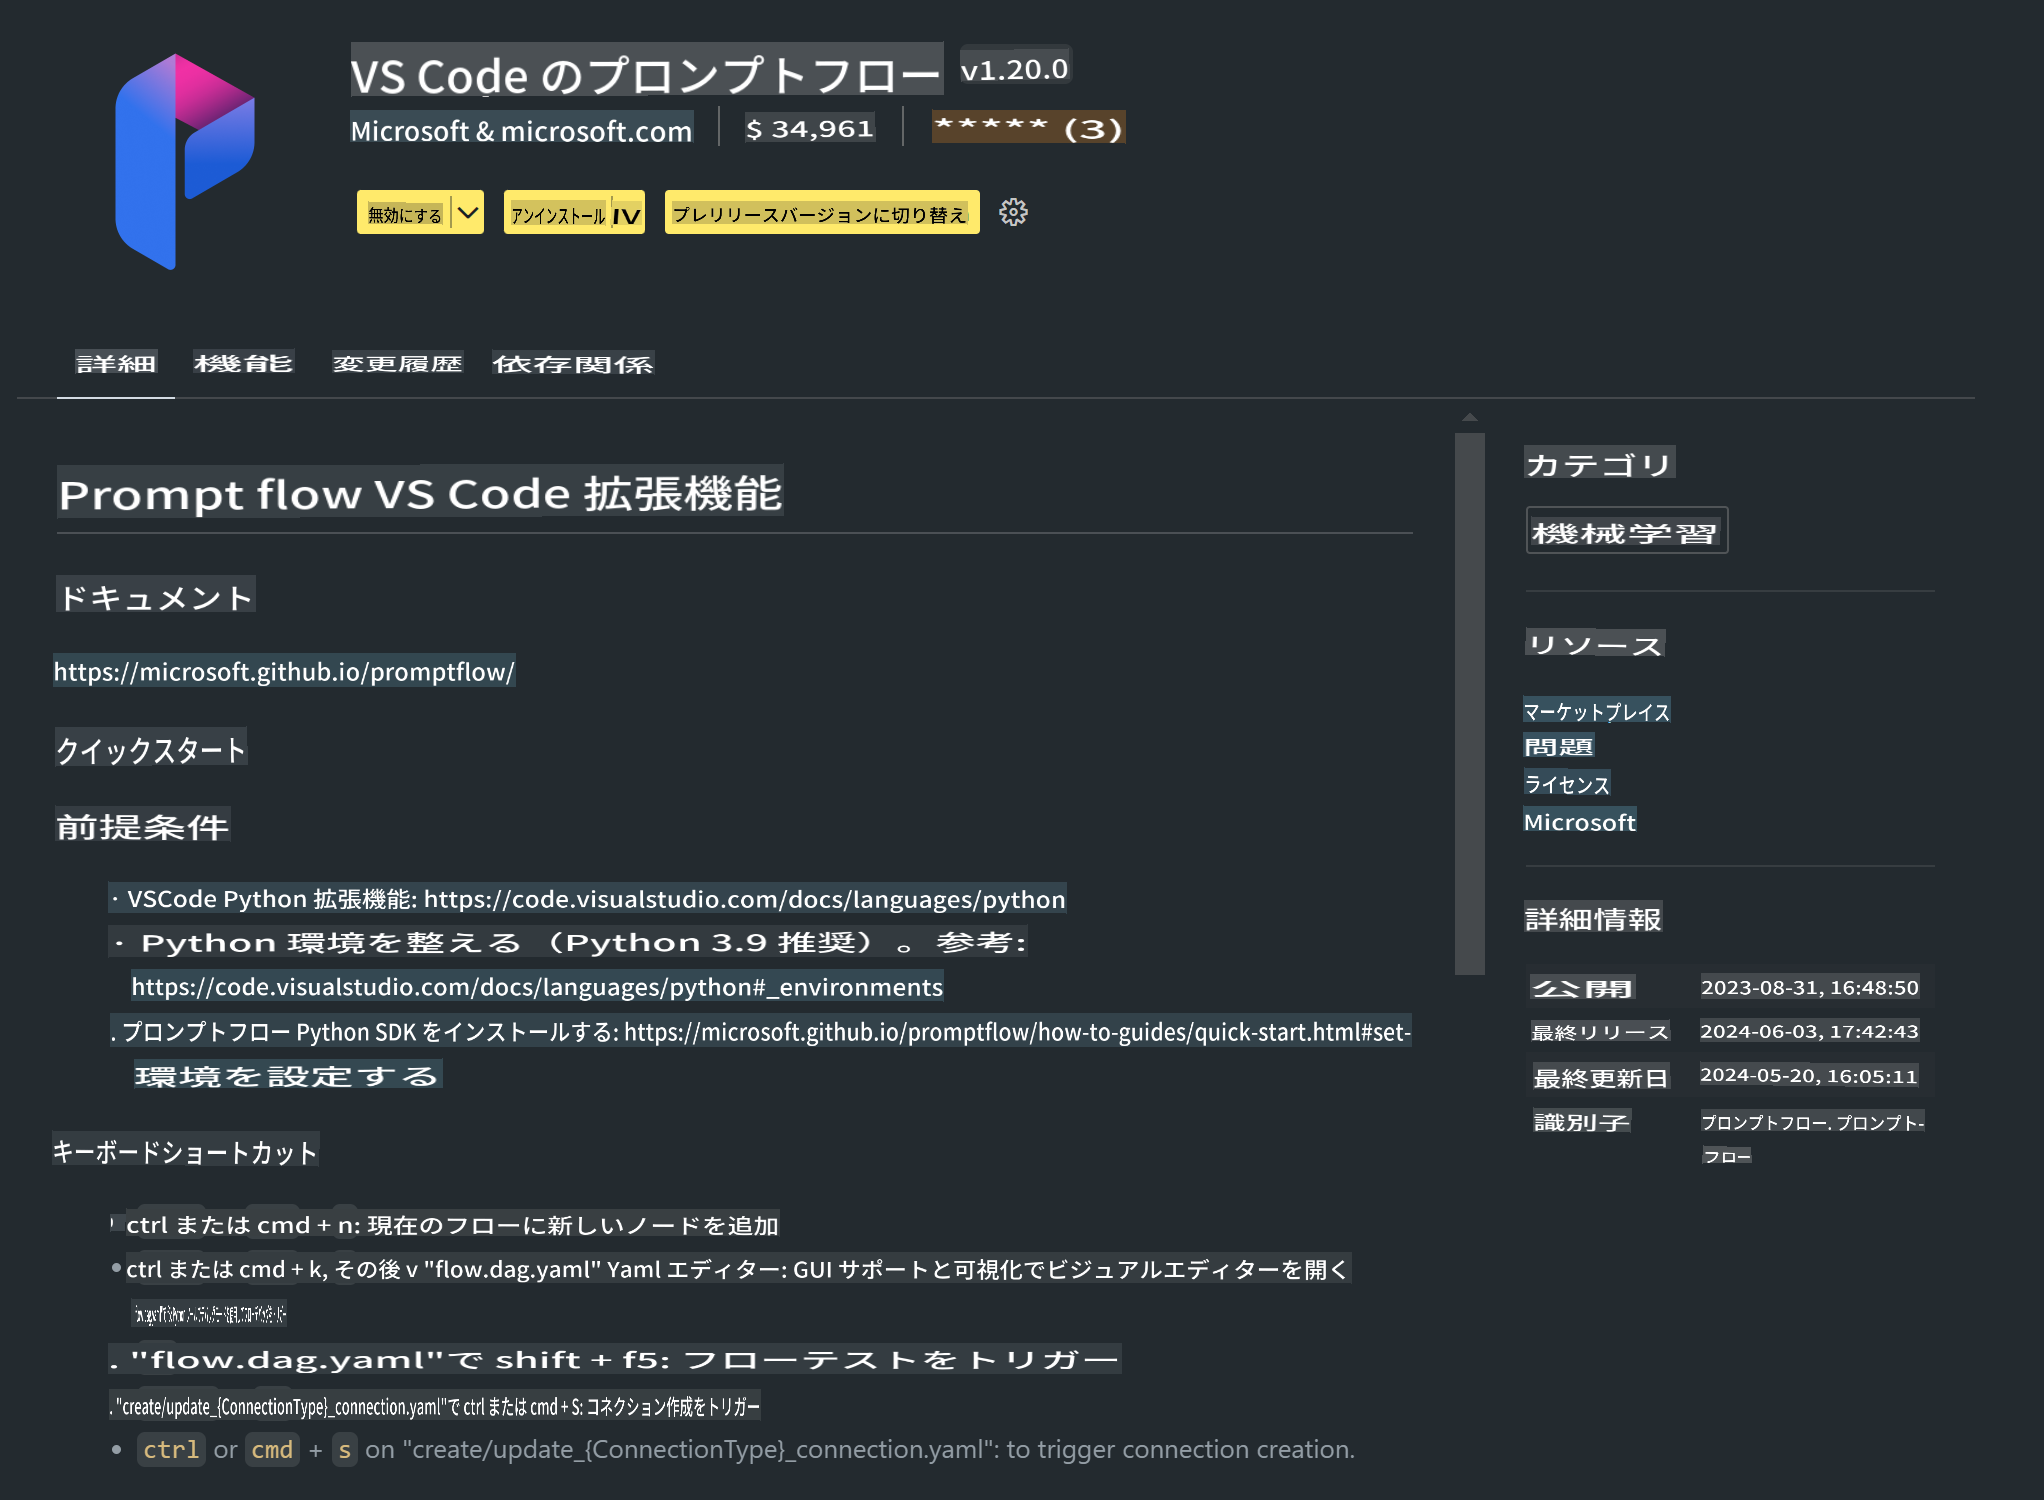 VS Code のプロンプトフロー v1.20.0
Microsoft & microsoft.com $ 34,961 ***** (3)
無効にする アンインストール IV プレリリースバージョンに切り替え
詳細 機能 変更履歴 依存関係
Prompt flow VS Code 拡張機能
ドキュメント
https://microsoft.github.io/promptflow/
クイックスタート
前提条件
· VSCode Python 拡張機能: https://code.visualstudio.com/docs/languages/python
· Python 環境を整える（Python 3.9 推奨）。参考:
https://code.visualstudio.com/docs/languages/python#_environments
. プロンプトフロー Python SDK をインストールする: https://microsoft.github.io/promptflow/how-to-guides/quick-start.html#set-
環境を設定する
キーボードショートカット
ctrl または cmd + n: 現在のフローに新しいノードを追加
• ctrl または cmd + k, その後 v "flow.dag.yaml" Yaml エディター: GUI サポートと可視化でビジュアルエディターを開く
. "flow.dag.yaml"で shift + f5: フローテストをトリガー
. "create/update_{ConnectionType}_connection.yaml"で ctrl または cmd + S: コネクション作成をトリガー
• ctrl or cmd + s on "create/update_{ConnectionType}_connection.yaml": to trigger connection creation.
カテゴリ
機械学習
リソース
マーケットプレイス
問題
ライセンス
Microsoft
詳細情報
公開 2023-08-31, 16:48:50
最終リリース 2024-06-03, 17:42:43
最終更新日 2024-05-20, 16:05:11
識別子 プロンプトフロー. プロンプト-
フロー